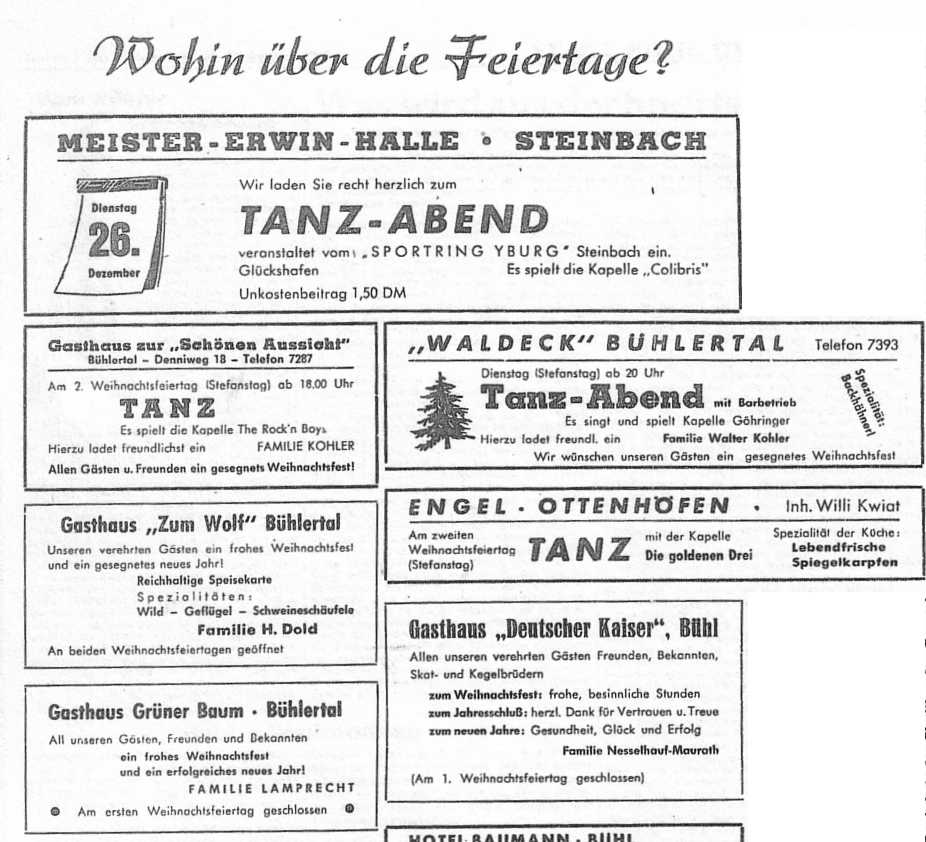 Wohin über die Feiertage?
MEISTER-ERWIN-HALLE • STEINBACH
Dienstag
26.
Dezember
Wir laden Sie recht herzlich zum
TANZ-ABEND
veranstaltet vom „SPORTRING YBURG" Steinbach ein.
Glückshafen Es spielt die Kapelle „Colibris"
Unkostenbeitrag 1,50 DM
Gasthaus zur „Schönen Aussicht"
Bühlertal – Denniweg 18 – Telefon 7287
Am 2. Weihnachtsfeiertag (Stefanstag) ab 18.00 Uhr
TANZ
Es spielt die Kapelle The Rock'n Boys
Hierzu ladet freundlichst ein FAMILIE KOHLER
Allen Gästen u. Freunden ein gesegnets Weihnachtsfest!
„WALDECK" BÜHLERTAL Telefon 7393
Dienstag (Stefanstag) ab 20 Uhr
Tanz-Abend mit Barbetrieb
Es singt und spielt Kapelle Göhringer
Hierzu ladet freundl. ein Familie Walter Kohler
Wir wünschen unseren Gästen ein gesegnetes Weihnachtsfest
Spezialität:
Backhähnerl
Gasthaus „Zum Wolf" Bühlertal
Unseren verehrten Gästen ein frohes Weihnachtsfest
und ein gesegnetes neues Jahr!
Reichhaltige Speisekarte
Spezialitäten:
Wild – Geflügel – Schweineschäufele
Familie H. Dold
An beiden Weihnachtsfeiertagen geöffnet
ENGEL • OTTENHÖFEN • Inh. Willi Kwiat
Am zweiten
Weihnachtsfeiertag
(Stefanstag)
TANZ
mit der Kapelle
Die goldenen Drei
Spezialität der Küche:
Lebendfrische
Spiegelkarpfen
Gasthaus Grüner Baum · Bühlertal
All unseren Gästen, Freunden und Bekannten
ein frohes Weihnachtsfest
und ein erfolgreiches neues Jahr!
FAMILIE LAMPRECHT
Am ersten Weihnachtsfeiertag geschlossen
Gasthaus „Deutscher Kaiser", Bühl
Allen unseren verehrten Gästen Freunden, Bekannten,
Skat- und Kegelbrüdern
zum Weihnachtsfest: frohe, besinnliche Stunden
zum Jahresschluß: herzl. Dank für Vertrauen u. Treue
zum neuen Jahre: Gesundheit, Glück und Erfolg
Familie Nesselhauf-Maurath
(Am 1. Weihnachtsfeiertag geschlossen)
HOTEL BAUMANN · BÜHL